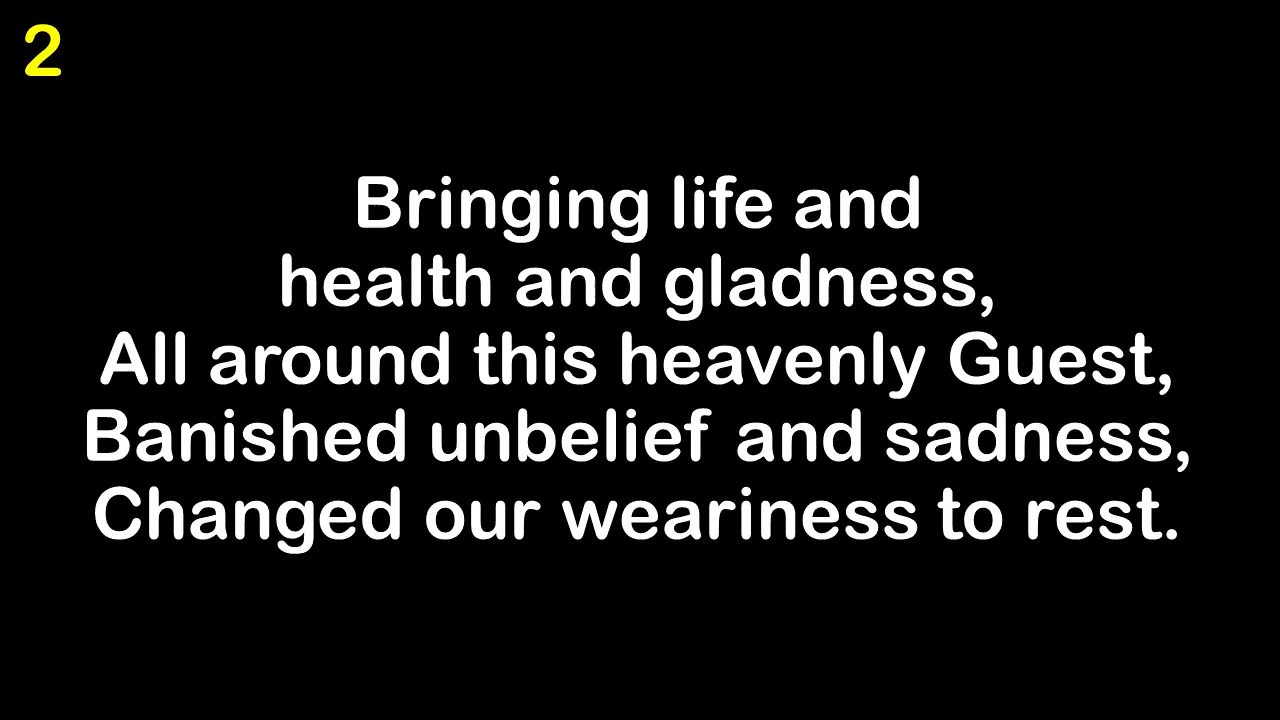 2
Bringing life and
health and gladness,
All around this heavenly Guest,
Banished unbelief and sadness,
Changed our weariness to rest.